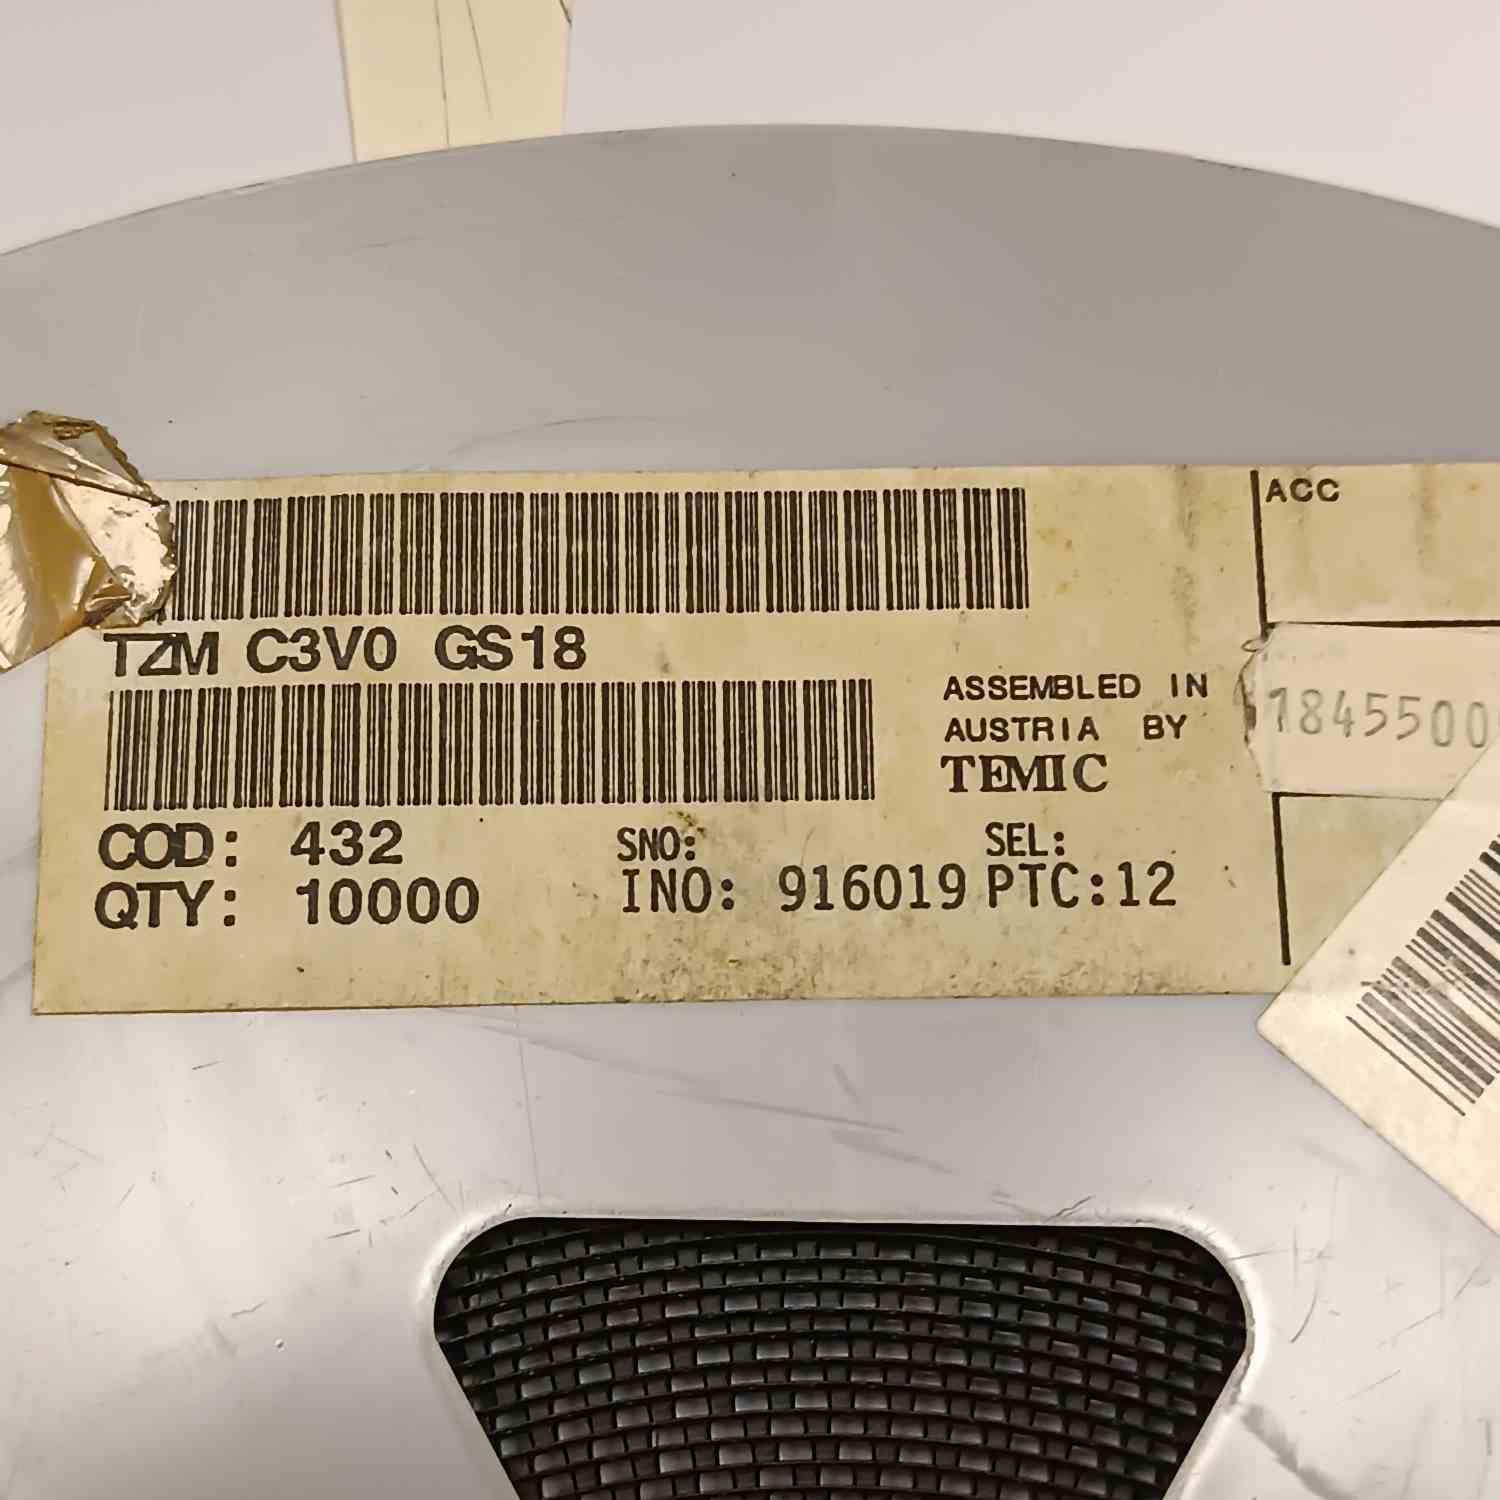 ACC
TZM C3V0 GS18
ASSEMBLED IN
AUSTRIA BY
TEMIC
1845500
COD: 432
SNO:
SEL:
QTY: 10000
INO: 916019 PTC:12